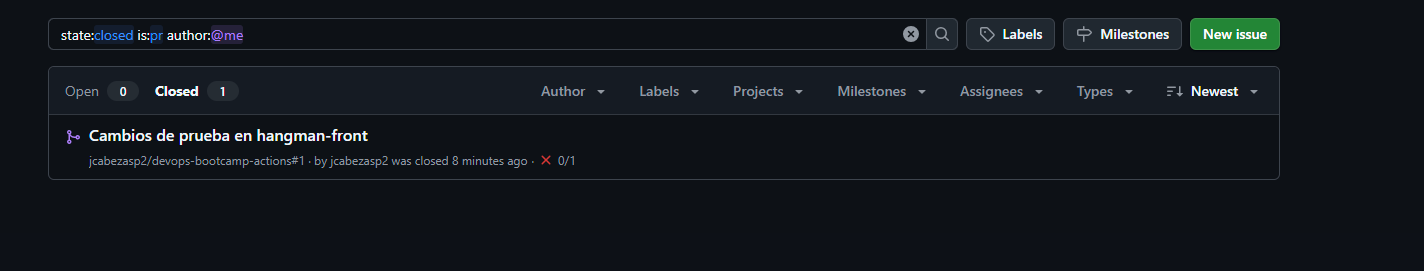 state:closed is:pr author:@me
Labels
Milestones
New issue
Open 0 Closed 1 Author Labels Projects Milestones Assignees Types Newest
Cambios de prueba en hangman-front
jcabezasp2/devops-bootcamp-actions#1 · by jcabezasp2 was closed 8 minutes ago · 0/1